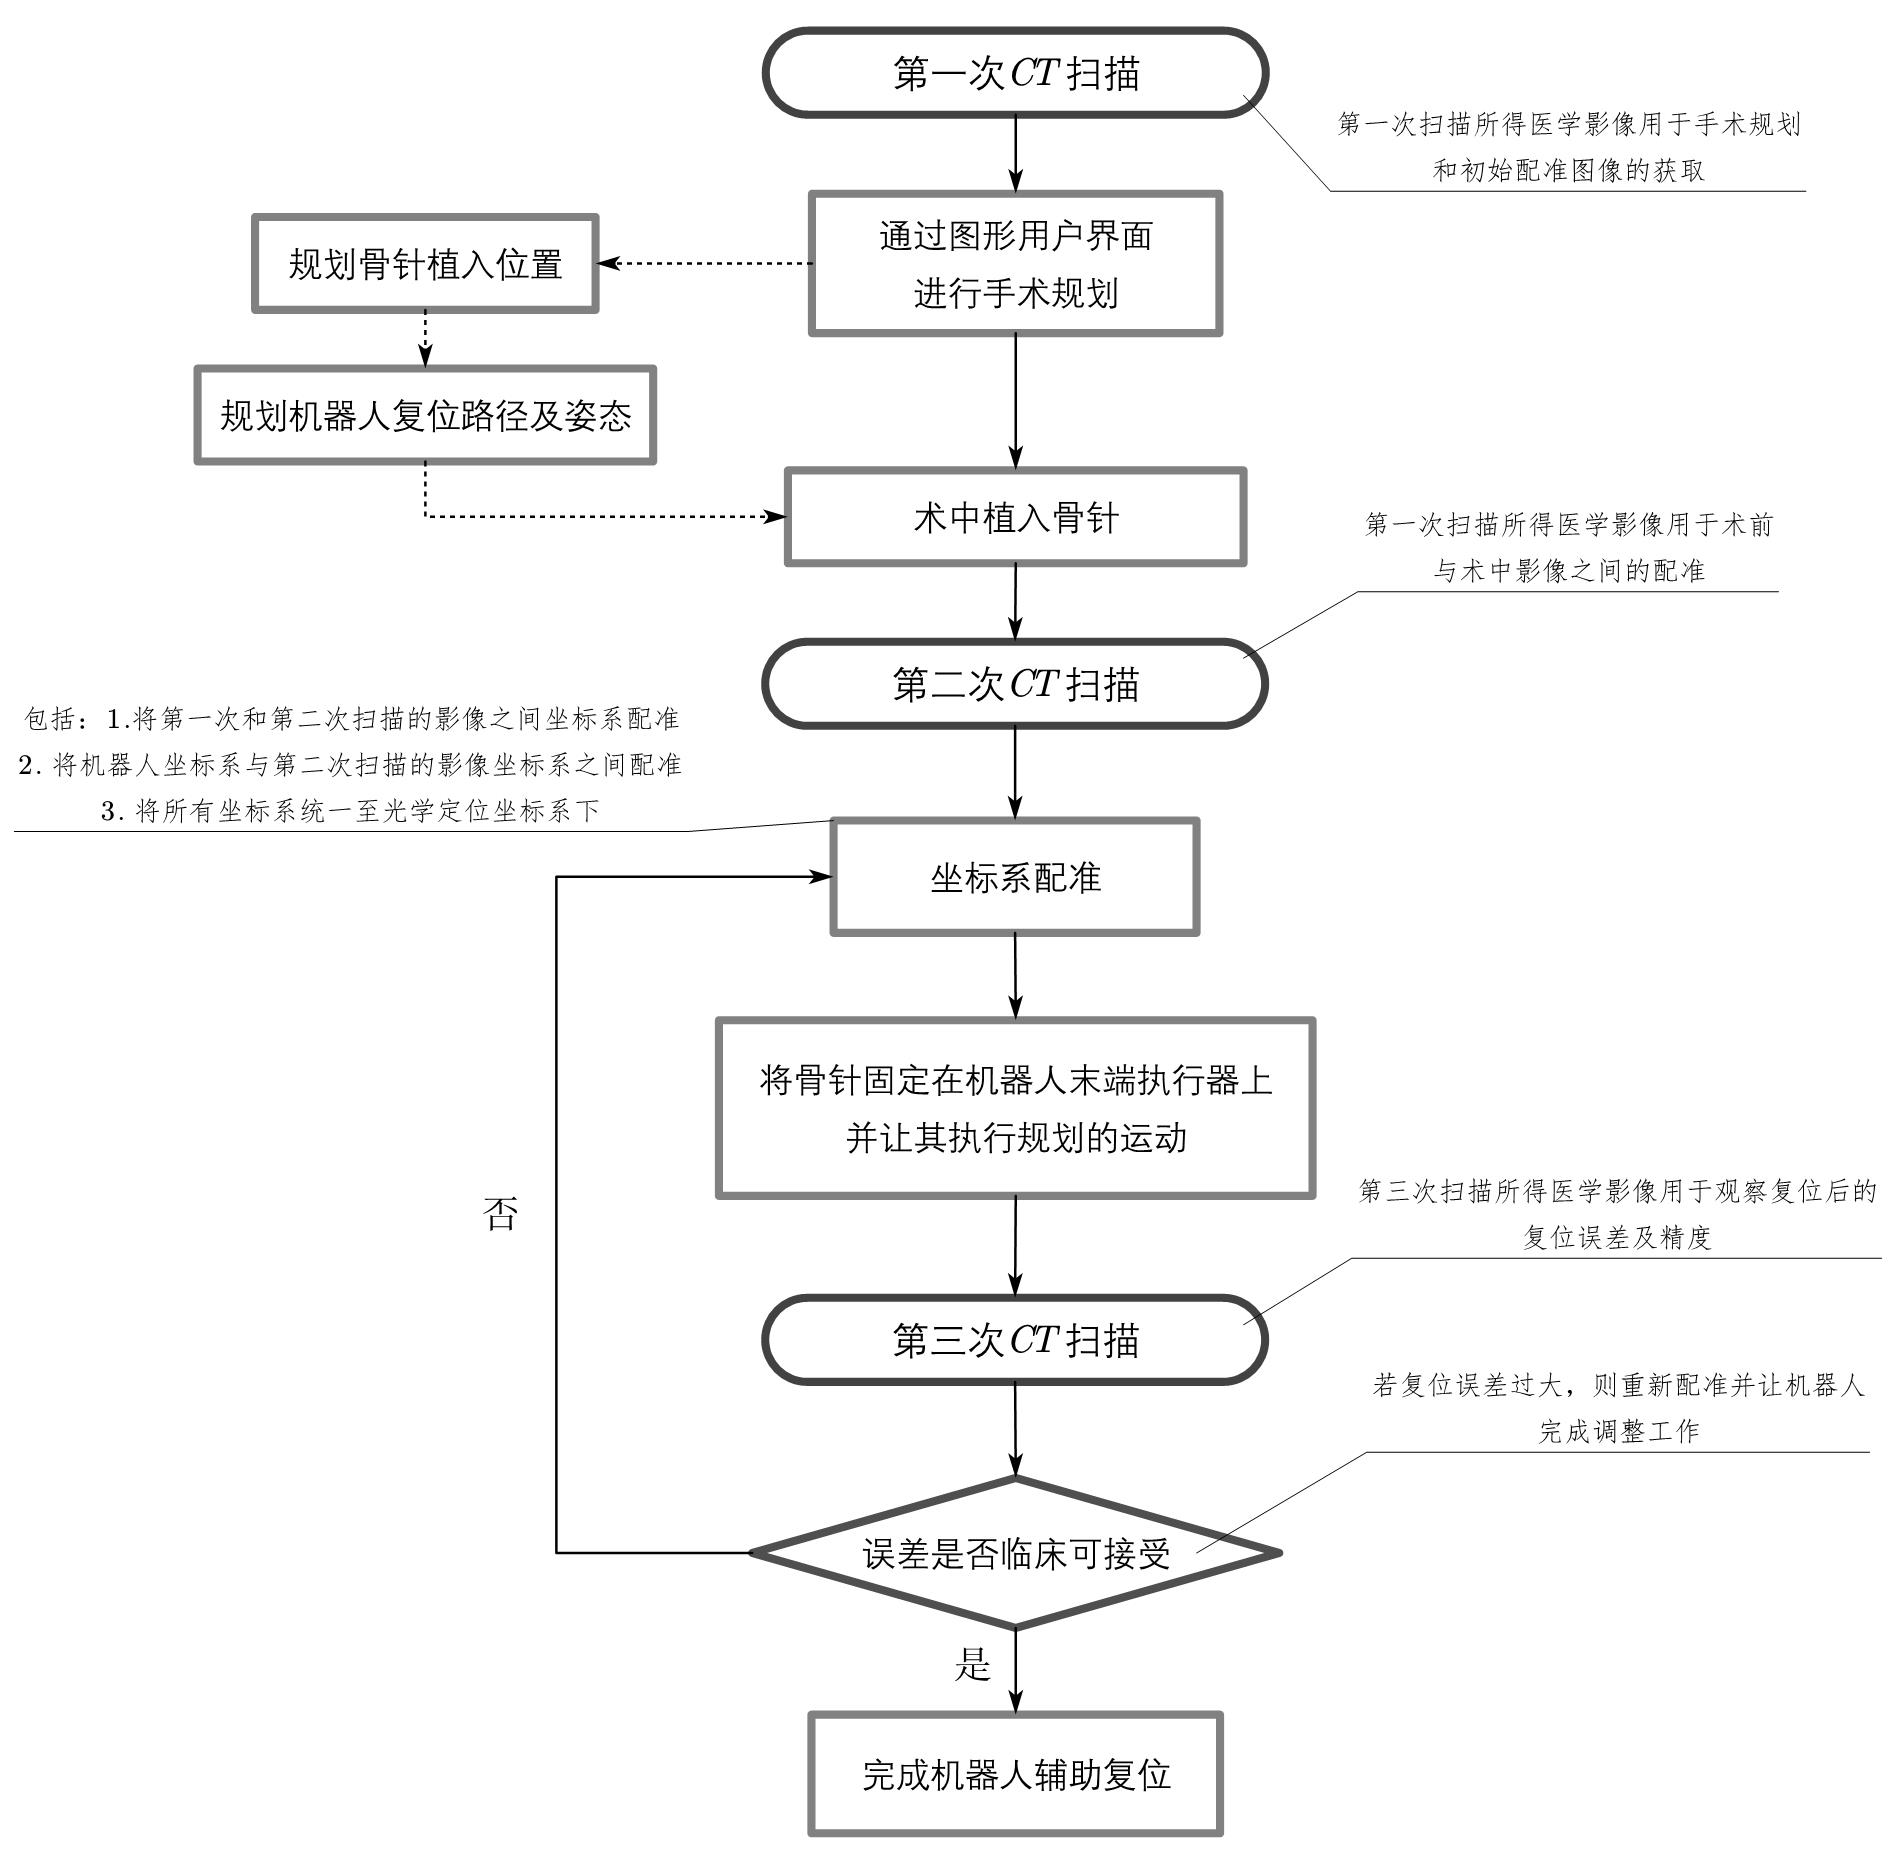 第一次CT扫描
第一次扫描所得医学影像用于手术规划
和初始配准图像的获取
通过图形用户界面
进行手术规划
规划骨针植入位置
规划机器人复位路径及姿态
术中植入骨针
第一次扫描所得医学影像用于术前
与术中影像之间的配准
第二次CT扫描
包括：1.将第一次和第二次扫描的影像之间坐标系配准
2. 将机器人坐标系与第二次扫描的影像坐标系之间配准
3. 将所有坐标系统一至光学定位坐标系下
坐标系配准
将骨针固定在机器人末端执行器上
并让其执行规划的运动
否
第三次扫描所得医学影像用于观察复位后的
复位误差及精度
第三次CT扫描
若复位误差过大，则重新配准并让机器人
完成调整工作
误差是否临床可接受
是
完成机器人辅助复位